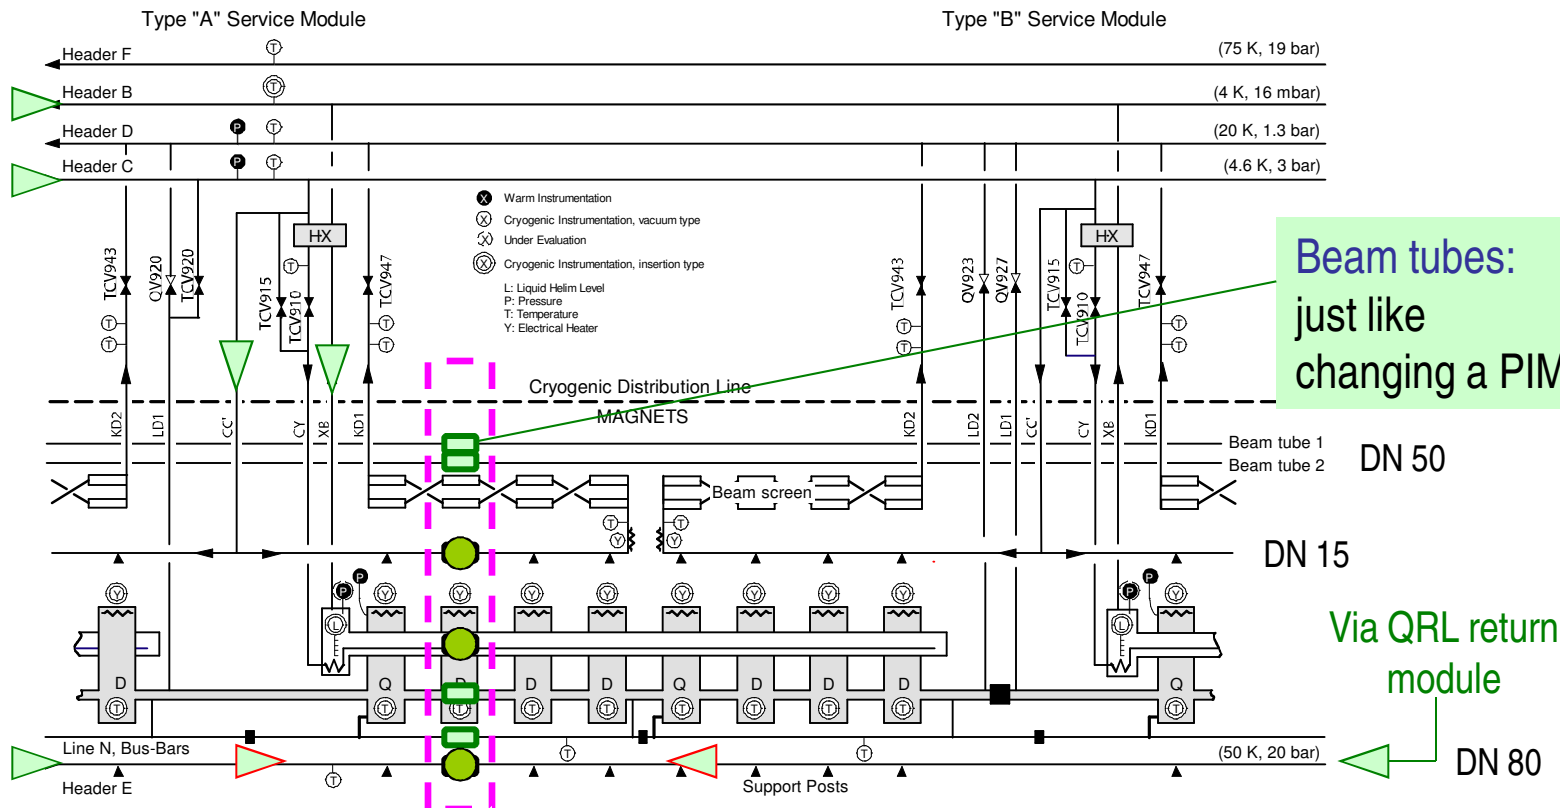 Type "A" Service Module
Type "B" Service Module
Header F
(75 K, 19 bar)
Header B
(4 K, 16 mbar)
Header D
(20 K, 1.3 bar)
Header C
(4.6 K, 3 bar)
T
T
P T
P T
X Warm Instrumentation
X Cryogenic Instrumentation, vacuum type
X Under Evaluation
X Cryogenic Instrumentation, insertion type
L: Liquid Helim Level
P: Pressure
T: Temperature
Y: Electrical Heater
HX
HX
TCV943
QV920
TCV920
TCV915
TCV910
TCV947
TCV943
QV923
QV927
TCV915
TCV910
TCV947
T
T
T
T
T
T
T
T
T
T
Beam tubes:
just like
changing a PIM
Cryogenic Distribution Line
MAGNETS
KD2
LD1
CC'
CY
XB
KD1
KD2
LD2
LD1
CC'
CY
XB
KD1
Beam tube 1
Beam tube 2
DN 50
Beam screen
T
Y
T
Y
DN 15
Y
P
P
Y
Y
Y
Y
Y
Y
Y
Y
P
P
Y
L
L
Via QRL return
module
D
Q
D
D
D
Q
D
D
D
Q
T
T
T
T
T
T
T
T
T
T
Line N, Bus-Bars
T
T
(50 K, 20 bar)
DN 80
Header E
T
Support Posts